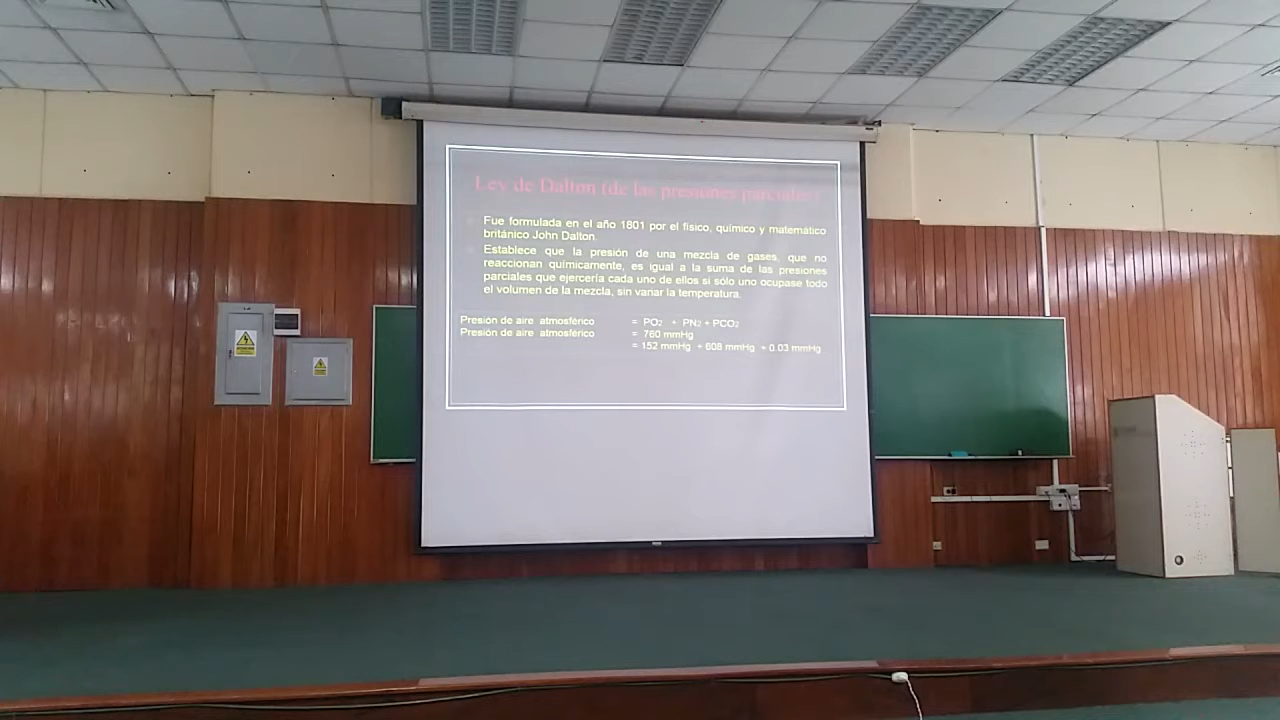 Ley de Dalton (de las presiones parciales)
Fue formulada en el año 1801 por el físico, químico y matemático
británico John Dalton.
Establece que la presión de una mezcla de gases, que no
reaccionan químicamente, es igual a la suma de las presiones
parciales que ejercería cada uno de ellos si sólo uno ocupase todo
el volumen de la mezcla, sin variar la temperatura.
Presión de aire atmosférico = PO2 + PN2 + PCO2
Presión de aire atmosférico = 760 mmHg
= 152 mmHg + 608 mmHg + 0.03 mmHg